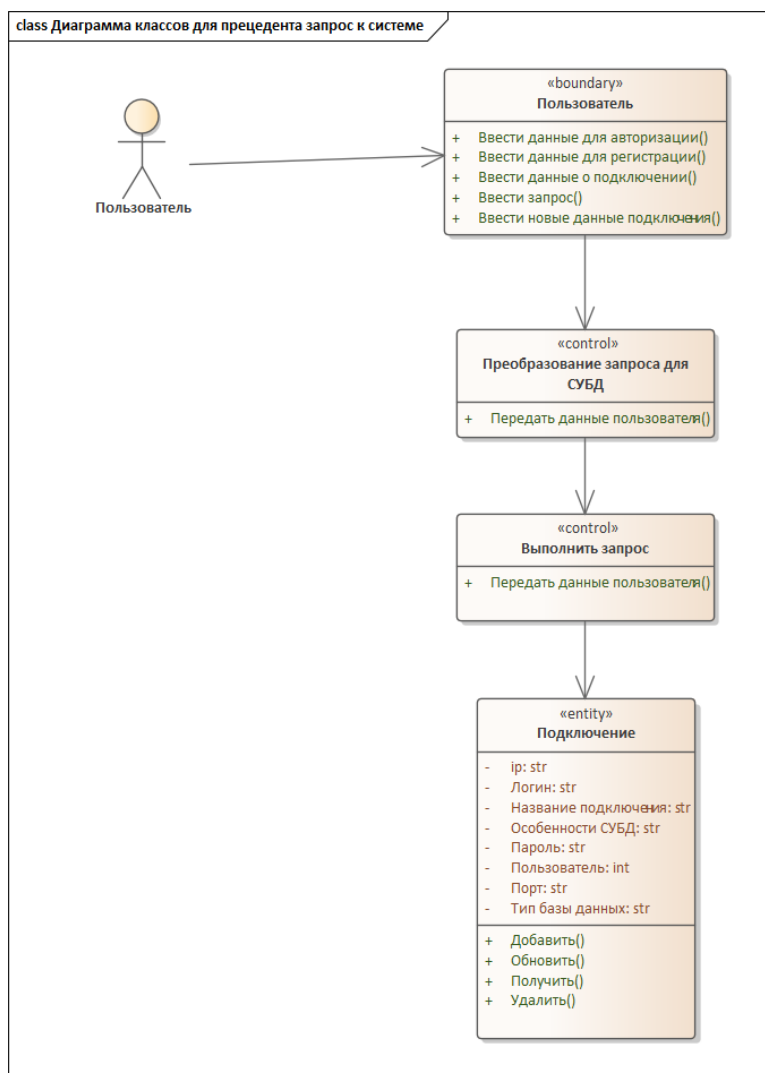 class Диаграмма классов для прецедента запрос к системе
Пользователь
«boundary»
Пользователь
+ Ввести данные для авторизации()
+ Ввести данные для регистрации()
+ Ввести данные о подключении()
+ Ввести запрос()
+ Ввести новые данные подключения()
«control»
Преобразование запроса для
СУБД
+ Передать данные пользователя()
«control»
Выполнить запрос
+ Передать данные пользователя()
«entity»
Подключение
- ip: str
- Логин: str
- Название подключения: str
- Особенности СУБД: str
- Пароль: str
- Пользователь: int
- Порт: str
- Тип базы данных: str
+ Добавить()
+ Обновить()
+ Получить()
+ Удалить()